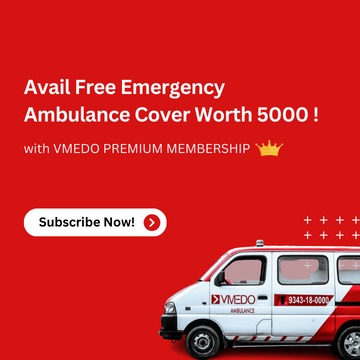 Avail Free Emergency
Ambulance Cover Worth 5000 !
with VMEDO PREMIUM MEMBERSHIP
Subscribe Now!
VMEDO
AMBULANCE
9343-18-0000